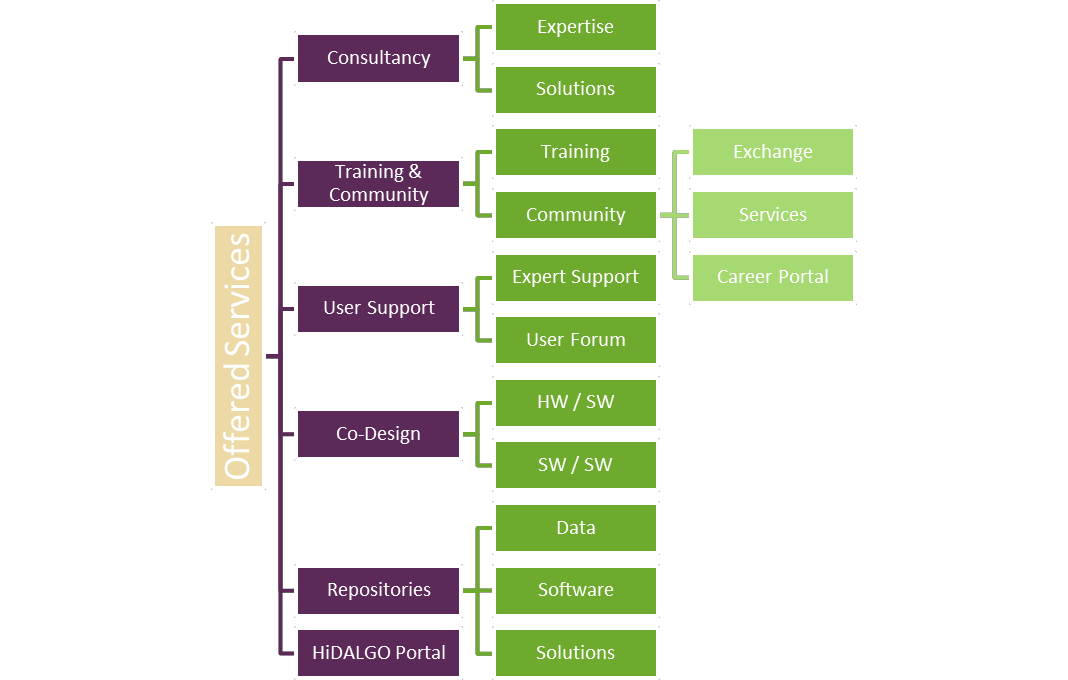 Offered Services
Consultancy
Expertise
Solutions
Training &
Community
Training
Community
Exchange
Services
Career Portal
User Support
Expert Support
User Forum
Co-Design
HW / SW
SW / SW
Repositories
Data
Software
Solutions
HiDALGO Portal